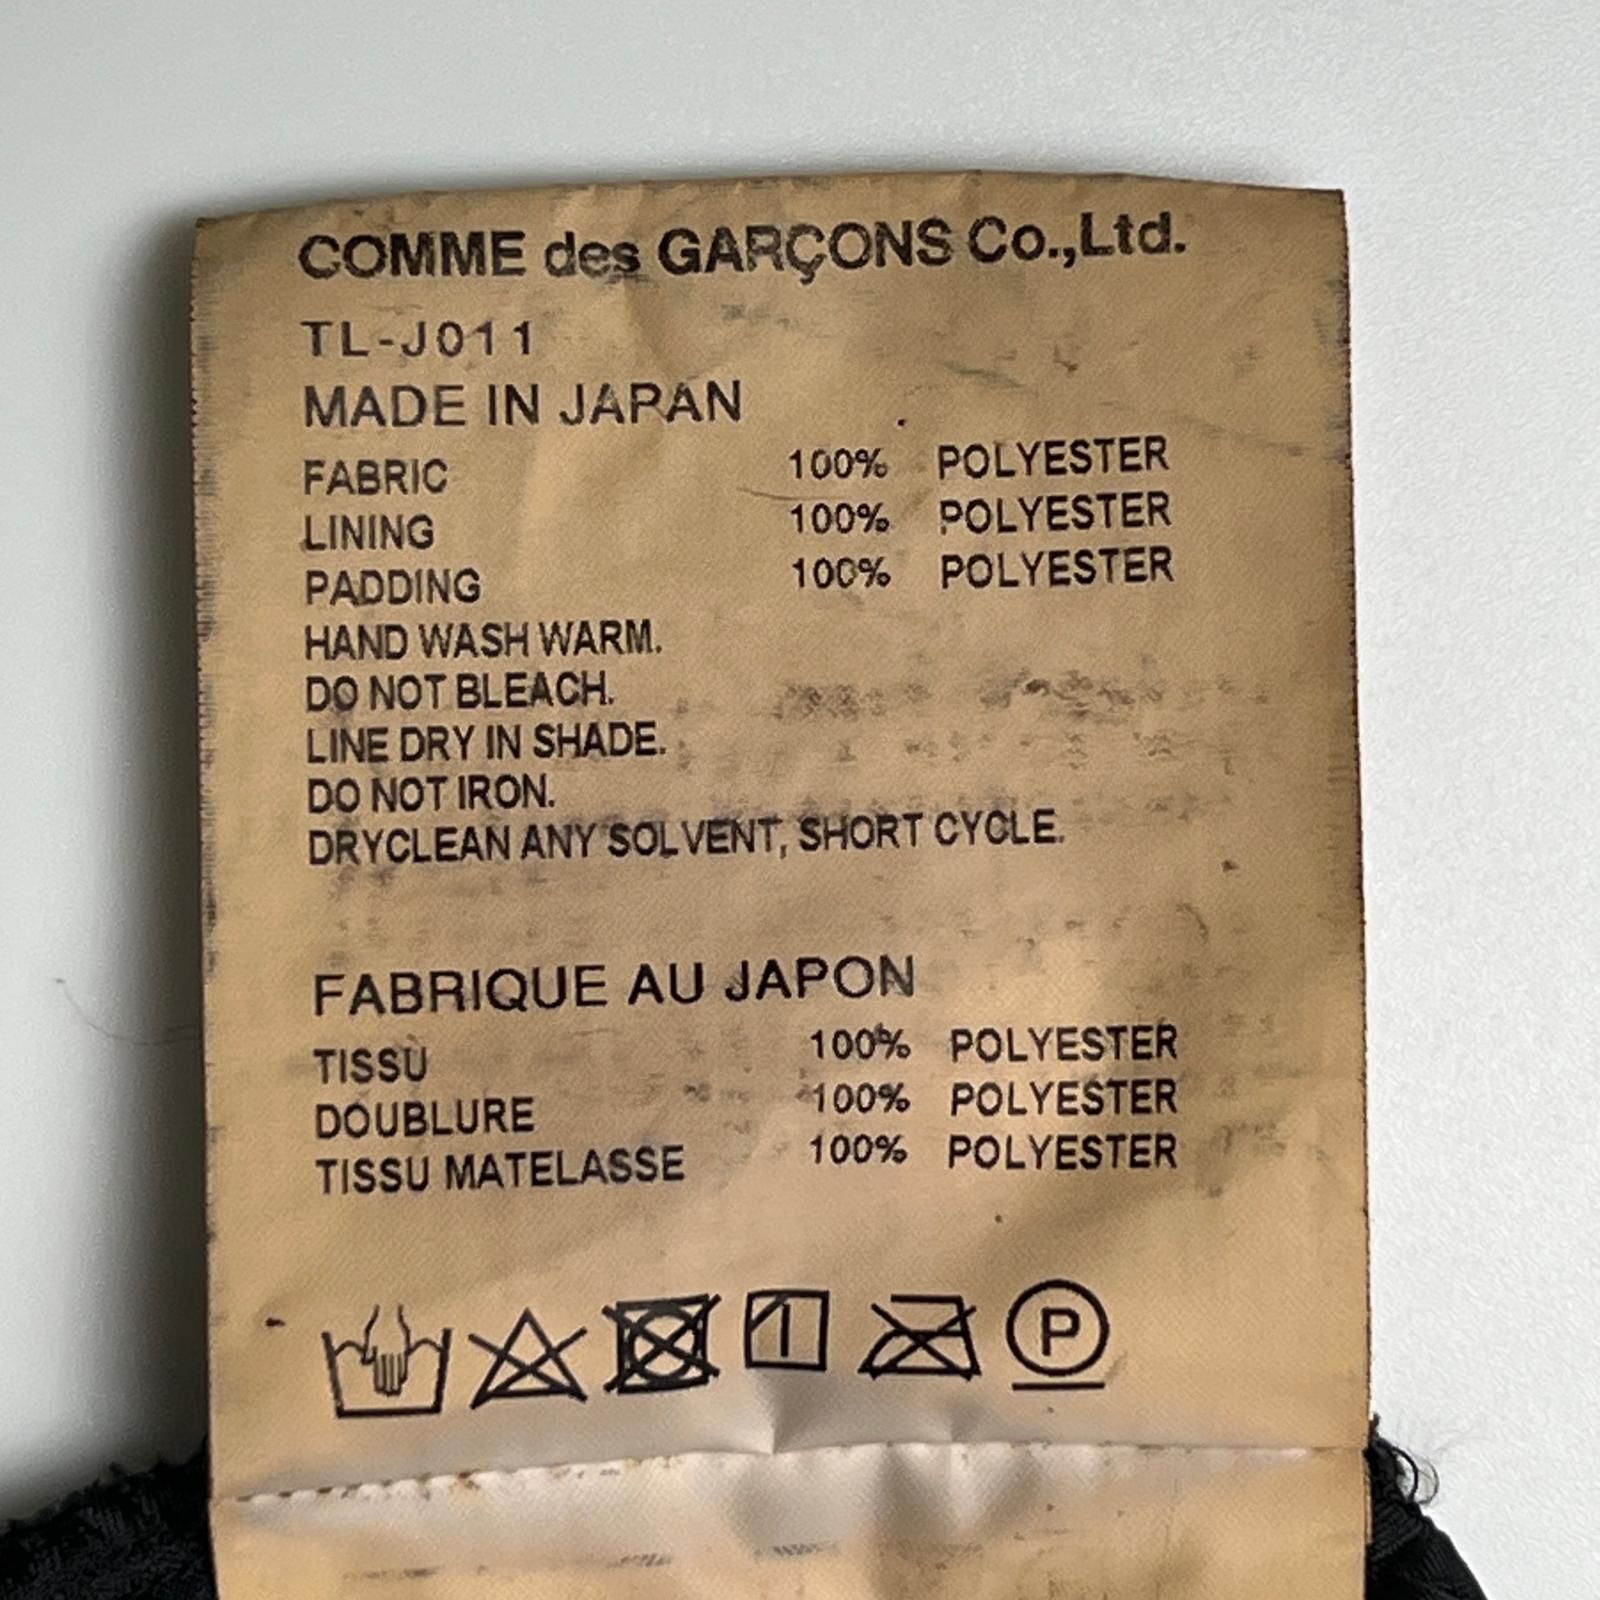 COMME des GARÇONS Co.,Ltd.
TL-J011
MADE IN JAPAN
FABRIC 100% POLYESTER
LINING 100% POLYESTER
PADDING 100% POLYESTER
HAND WASH WARM.
DO NOT BLEACH.
LINE DRY IN SHADE.
DO NOT IRON.
DRYCLEAN ANY SOLVENT, SHORT CYCLE.
FABRIQUE AU JAPON
TISSU 100% POLYESTER
DOUBLURE 100% POLYESTER
TISSU MATELASSE 100% POLYESTER
P